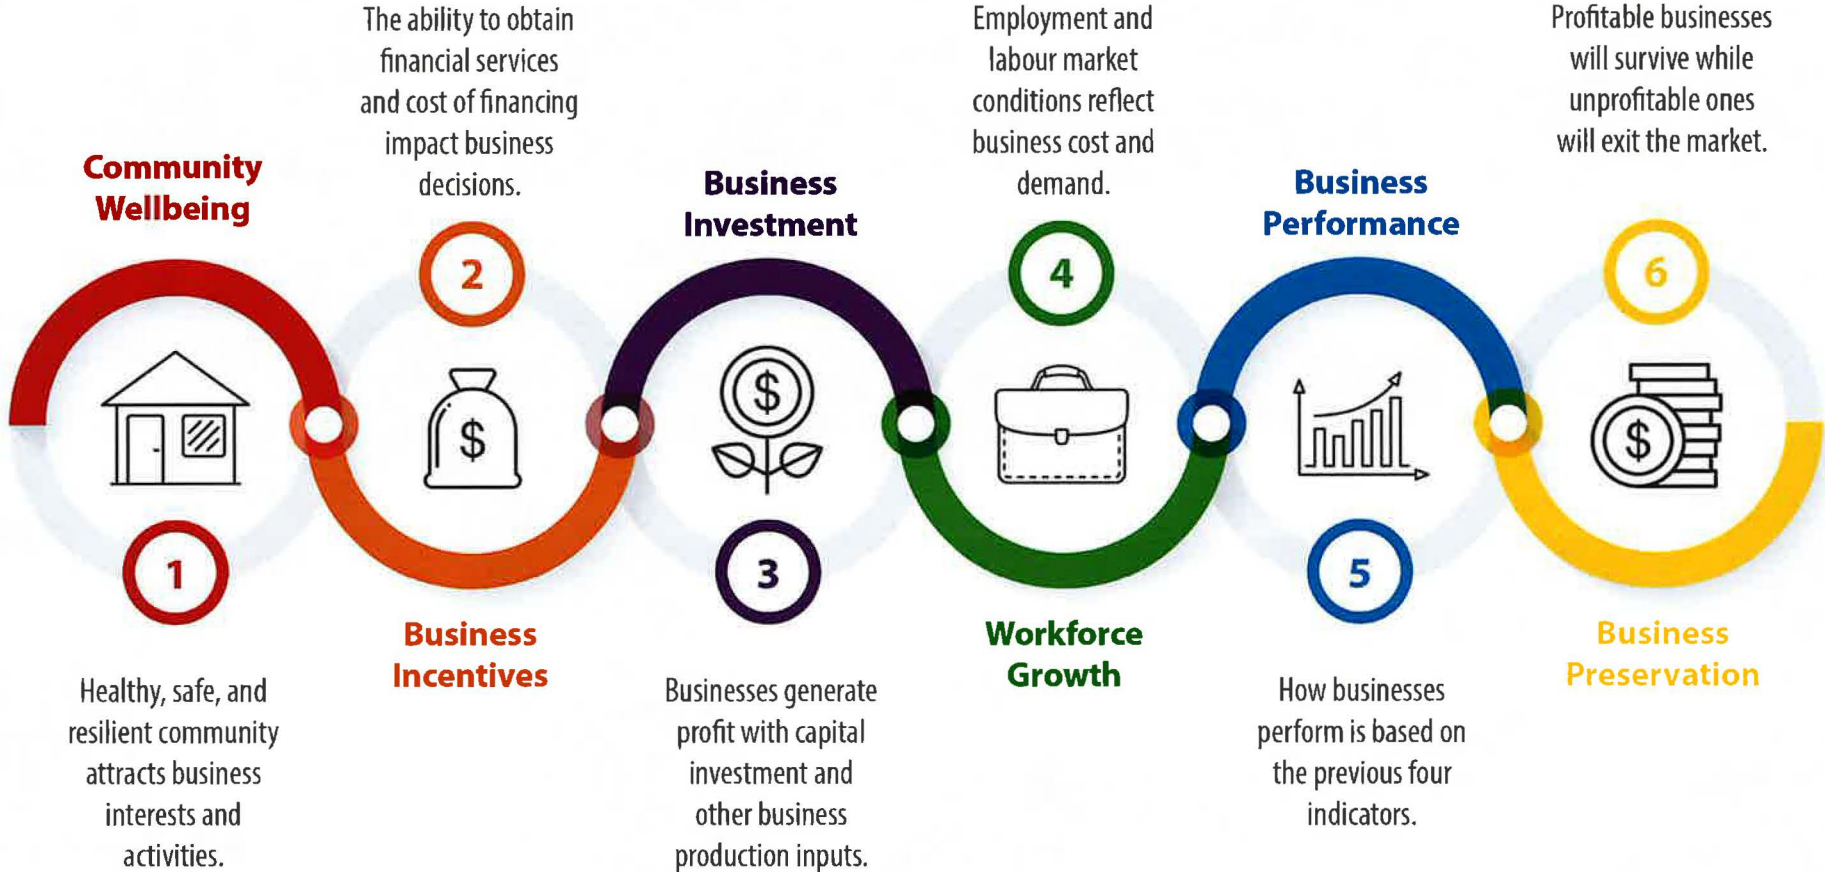 Community
Wellbeing
1
Healthy, safe, and
resilient community
attracts business
interests and
activities.
The ability to obtain
financial services
and cost of financing
impact business
decisions.
2
$
Business
Incentives
Business
Investment
$
3
Businesses generate
profit with capital
investment and
other business
production inputs.
Employment and
labour market
conditions reflect
business cost and
demand.
4
Workforce
Growth
Business
Performance
5
How businesses
perform is based on
the previous four
indicators.
Profitable businesses
will survive while
unprofitable ones
will exit the market.
6
$
Business
Preservation